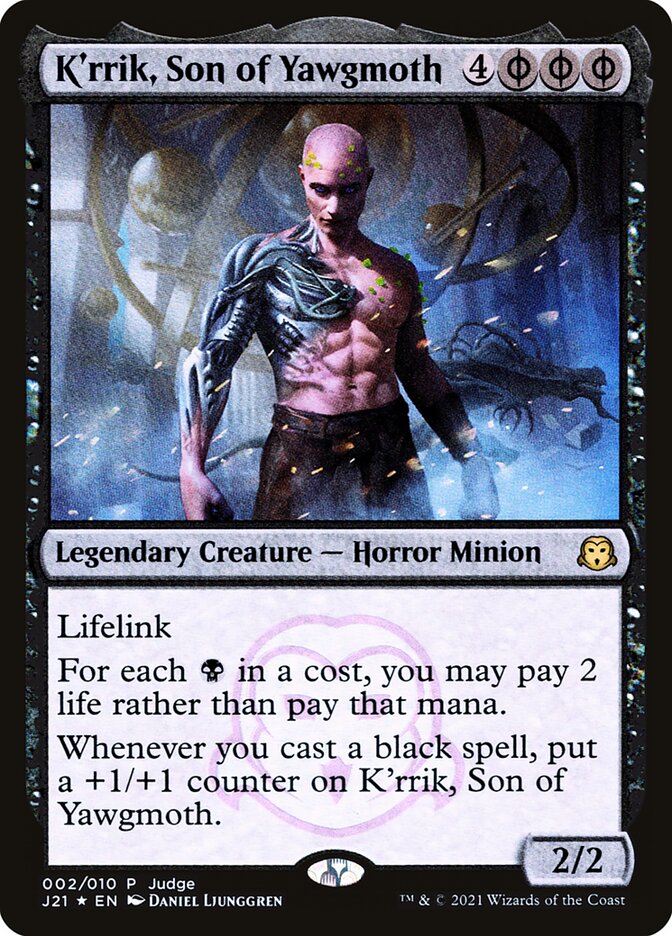 K'rrik, Son of Yawgmoth 4
Legendary Creature — Horror Minion
Lifelink
For each in a cost, you may pay 2
life rather than pay that mana.
Whenever you cast a black spell, put
a +1/+1 counter on K'rrik, Son of
Yawgmoth.
2/2
002/010 P Judge
J21 ★ EN Daniel Ljunggren
™ & © 2021 Wizards of the Coast